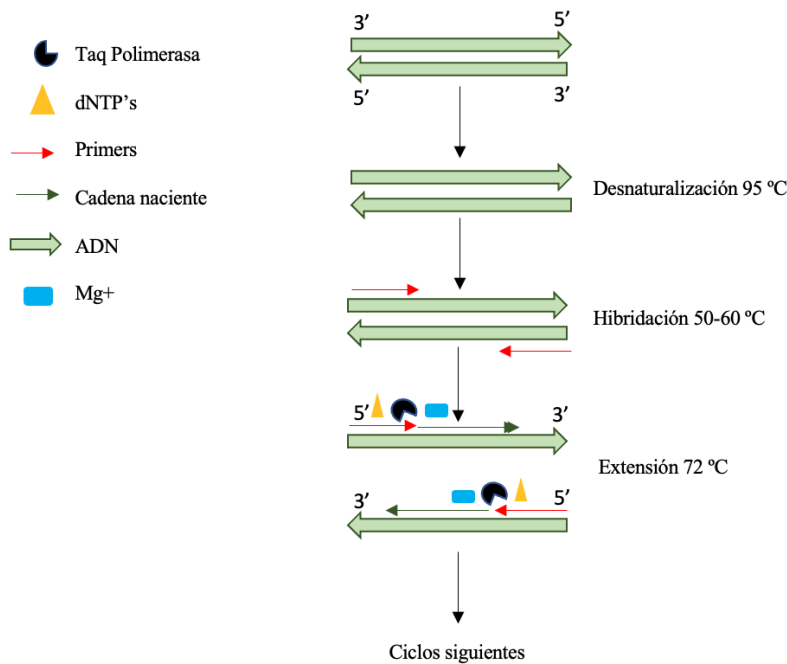 Taq Polimerasa
dNTP’s
Primers
Cadena naciente
ADN
Mg+
3’ 5’
5’ 3’
Desnaturalización 95 ºC
Hibridación 50-60 ºC
5’ 3’
Extensión 72 ºC
3’ 5’
Ciclos siguientes